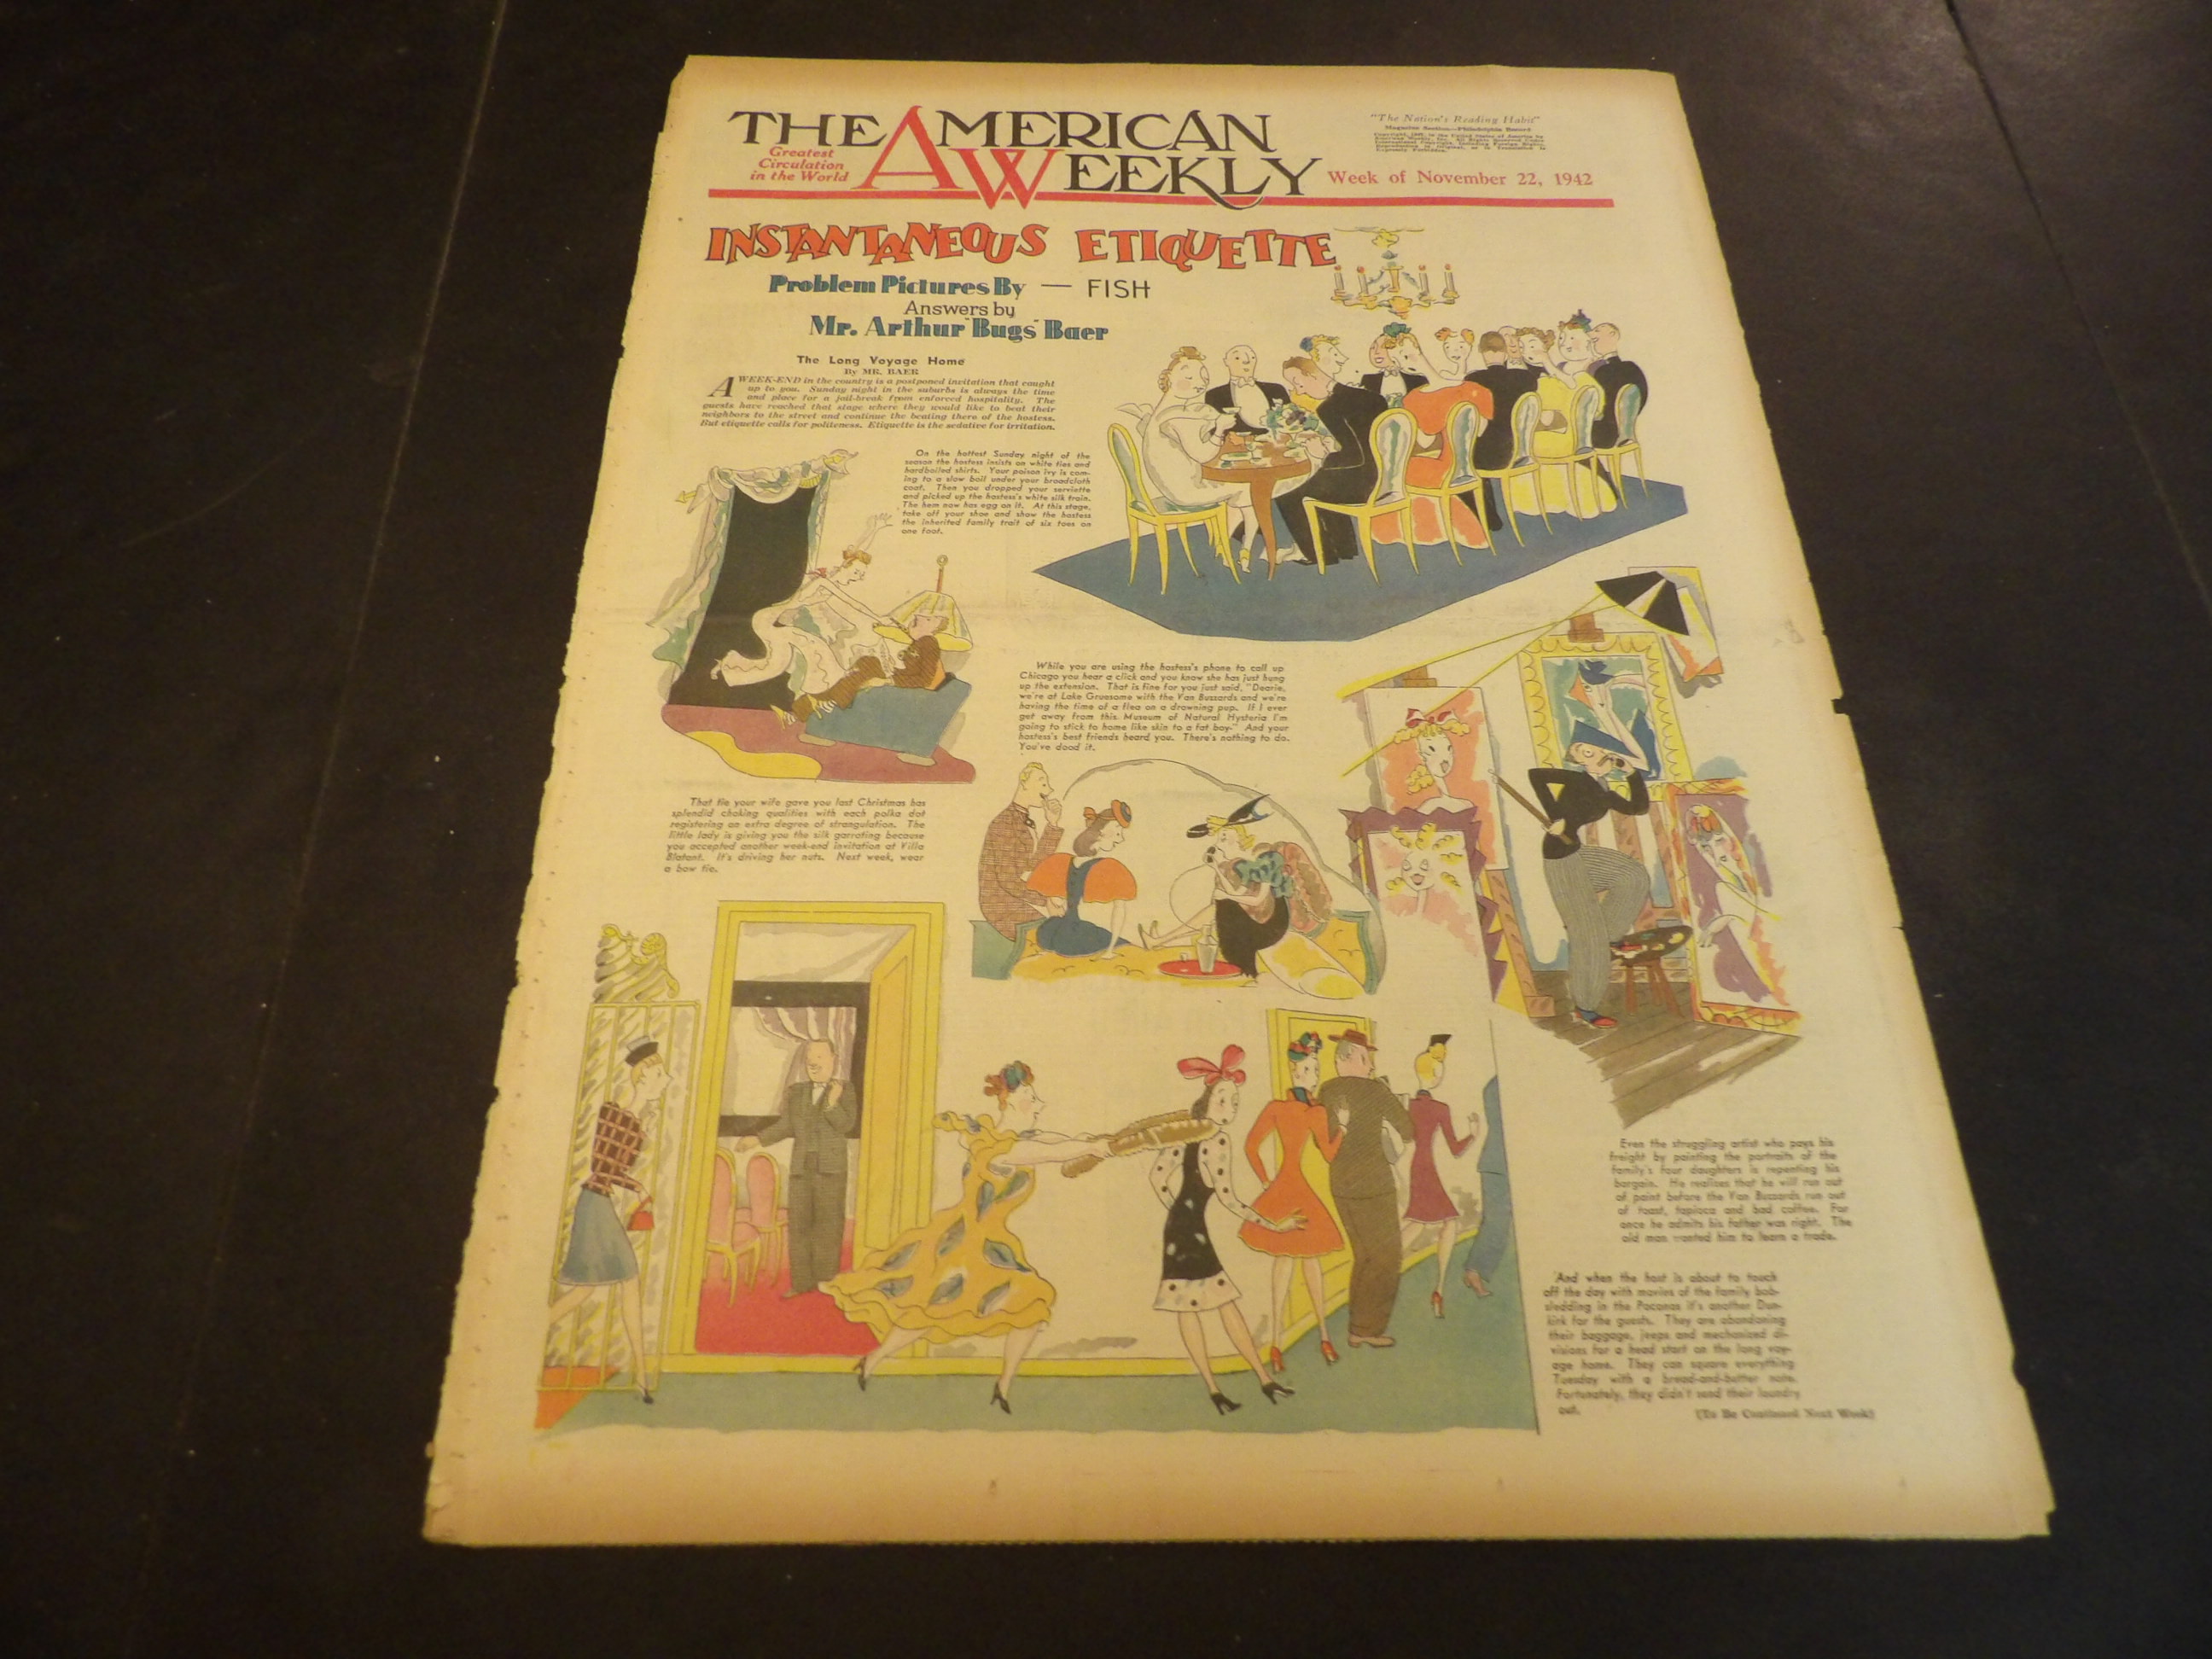 THE AMERICAN
WEEKLY
Greatest
Circulation
in the World
"The Nation's Reading Habit"
Magazine Section—Philadelphia Record
Week of November 22, 1942
INSTANTANEOUS ETIQUETTE
Problem Pictures By — FISH
Answers by
Mr. Arthur "Bugs" Baer
The Long Voyage Home
By MR. BAER
A WEEK-END in the country is a postponed invitation that caught
up to you. Sunday night in the suburbs is always the time
and place for a jail-break from enforced hospitality. The
guests have reached that stage where they would like to beat their
neighbors to the street and continue the beating there of the hostess.
But etiquette calls for politeness. Etiquette is the sedative for irritation.
On the hottest Sunday night of the
season the hostess insists on white ties and
hardboiled shirts. Your poison ivy is com-
ing to a slow boil under your broadcloth
coat. Then you dropped your serviette
and picked up the hostess's white silk train.
The hem now has egg on it. At this stage,
take off your shoe and show the hostess
the inherited family trait of six toes on
one foot.
While you are using the hostess's phone to call up
Chicago you hear a click and you know she has just hung
up the extension. That is fine for you just said, "Dearie,
we're at Lake Gruesome with the Van Buzzards and we're
having the time of a flea on a drowning pup. If I ever
get away from this Museum of Natural Hysteria I'm
going to stick to home like skin to a fat boy." And your
hostess's best friends heard you. There's nothing to do.
You've dood it.
That tie your wife gave you last Christmas has
splendid choking qualities with each polka dot
registering an extra degree of strangulation. The
little lady is giving you the silk garroting because
you accepted another week-end invitation at Villa
Blatant. It's driving her nuts. Next week, wear
a bow tie.
Even the struggling artist who pays his
freight by painting the portraits of the
family's four daughters is repenting his
bargain. He realizes that he will run out
of paint before the Van Buzzards run out
of toast, tapioca and bad coffee. For
once he admits his father was right. The
old man wanted him to learn a trade.
And when the host is about to touch
off the day with movies of the family bob-
sledding in the Poconos it's another Dun-
kirk for the guests. They are abandoning
their baggage, jeeps and mechanized di-
visions for a head start on the long voy-
age home. They can square everything
Tuesday with a bread-and-butter note.
Fortunately, they didn't send their laundry
out.
(To Be Continued Next Week)